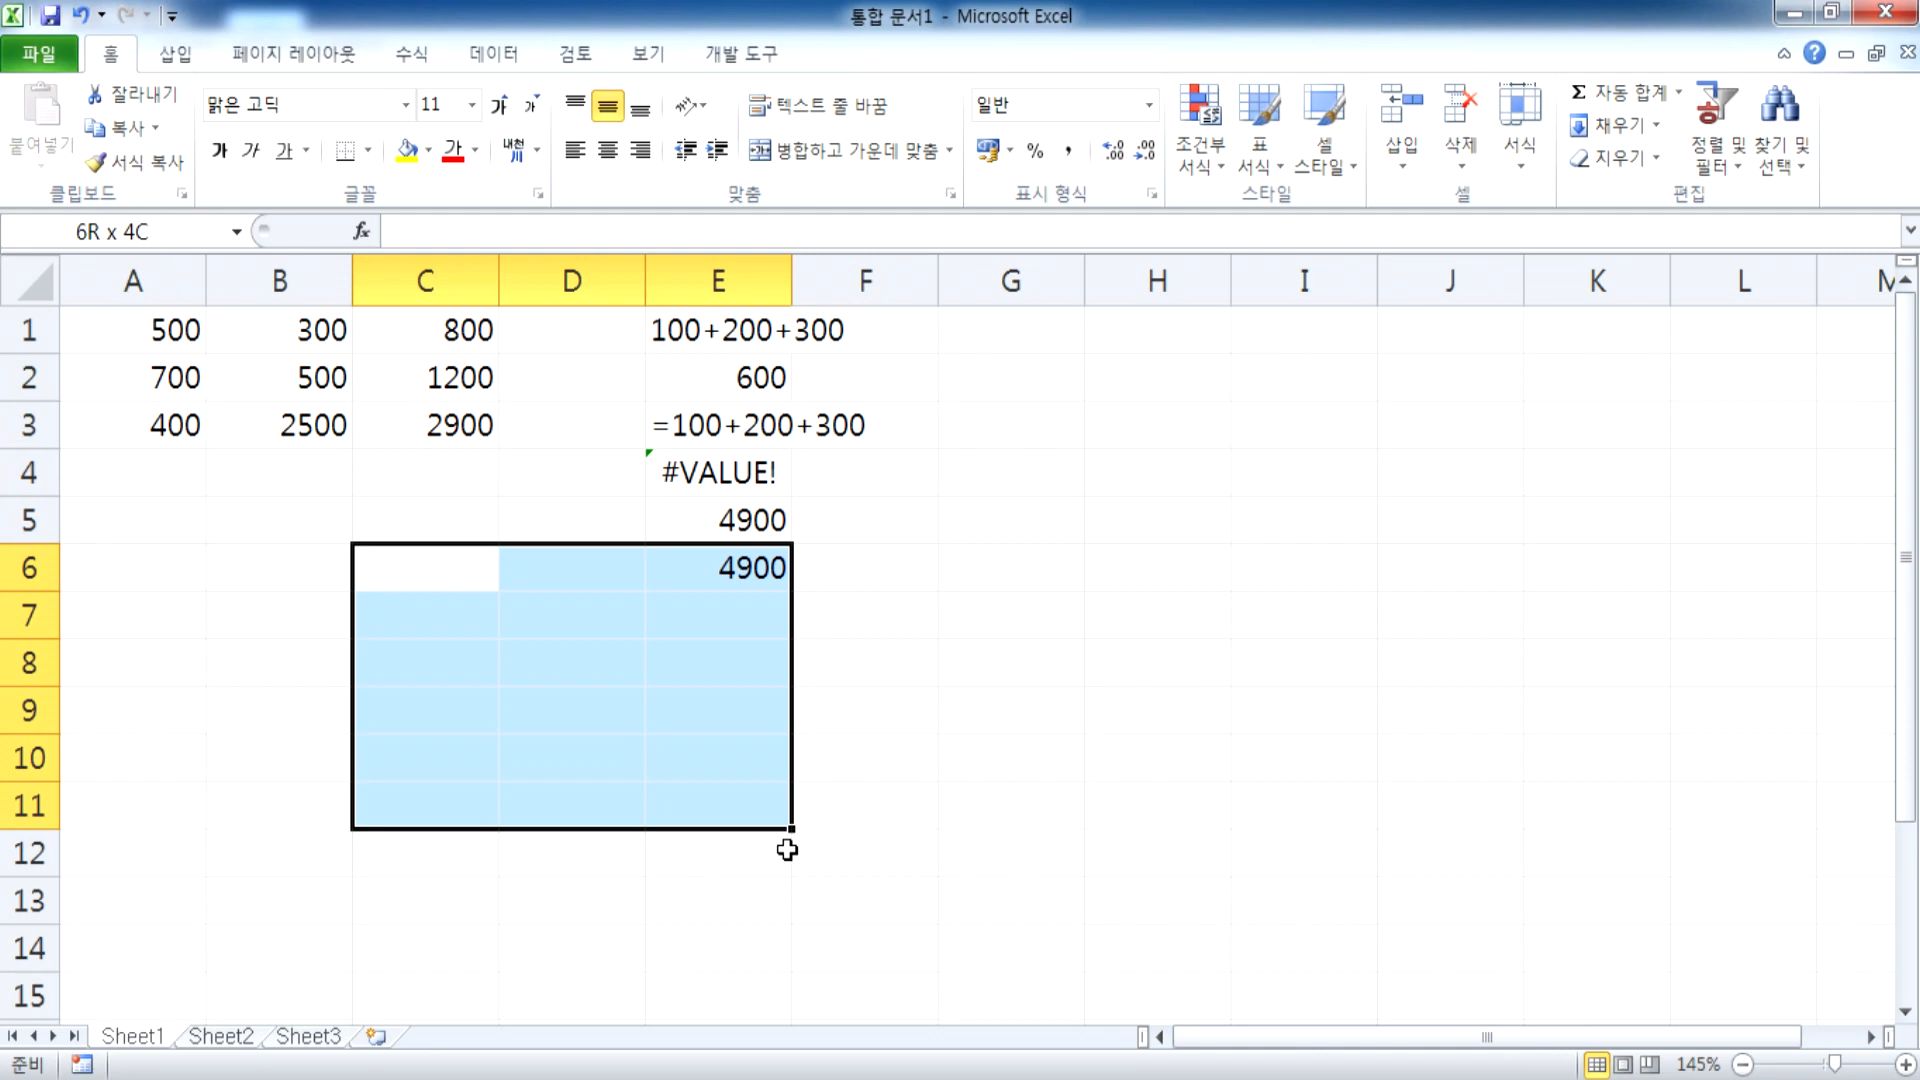 통합 문서1 - Microsoft Excel
파일 홈 삽입 페이지 레이아웃 수식 데이터 검토 보기 개발 도구
붙여넣기 잘라내기 복사 서식 복사 클립보드
맑은 고딕 11 가 가
가 가 가 가 내천 川 글꼴
텍스트 줄 바꿈
병합하고 가운데 맞춤
맞춤
일반
% , .00 .00
표시 형식
조건부 서식 표 서식 셀 스타일
스타일
삽입 삭제 서식
셀
Σ 자동 합계
채우기
지우기
정렬 및 필터 찾기 및 선택
편집
6R x 4C fx
A B C D E F G H I J K L M
1 500 300 800 100+200+300
2 700 500 1200 600
3 400 2500 2900 =100+200+300
4 #VALUE!
5 4900
6 4900
7
8
9
10
11
12
13
14
15
Sheet1 Sheet2 Sheet3
준비 145%